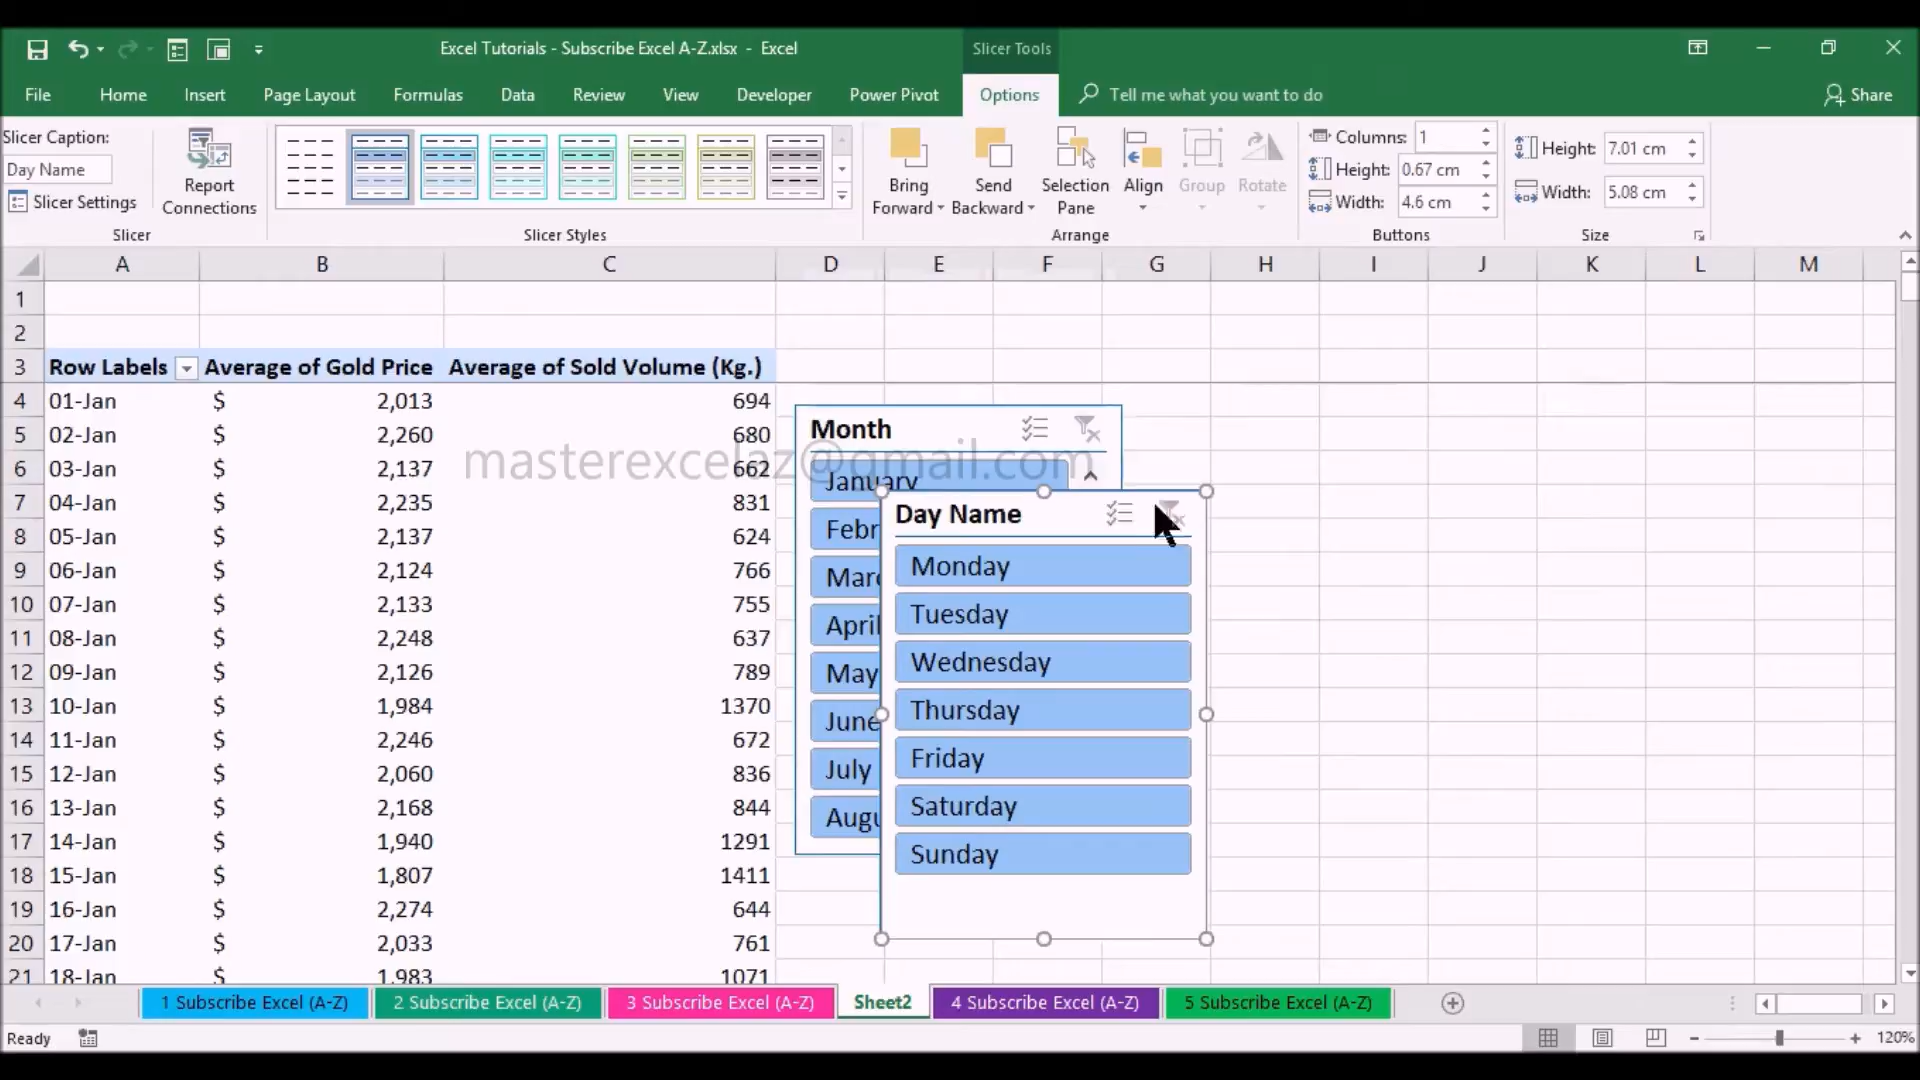 Excel Tutorials - Subscribe Excel A-Z.xlsx - Excel
Slicer Tools
File Home Insert Page Layout Formulas Data Review View Developer Power Pivot Options Tell me what you want to do Share
Slicer Caption:
Day Name
Slicer Settings
Report
Connections
Bring
Forward
Send
Backward
Selection
Pane
Align
Group
Rotate
Columns: 1
Height: 0.67 cm
Width: 4.6 cm
Height: 7.01 cm
Width: 5.08 cm
Slicer Slicer Styles Arrange Buttons Size
A B C D E F G H I J K L M
1
2
3 Row Labels Average of Gold Price Average of Sold Volume (Kg.)
4 01-Jan $ 2,013 694
5 02-Jan $ 2,260 680
6 03-Jan $ 2,137 662
7 04-Jan $ 2,235 831
8 05-Jan $ 2,137 624
9 06-Jan $ 2,124 766
10 07-Jan $ 2,133 755
11 08-Jan $ 2,248 637
12 09-Jan $ 2,126 789
13 10-Jan $ 1,984 1370
14 11-Jan $ 2,246 672
15 12-Jan $ 2,060 836
16 13-Jan $ 2,168 844
17 14-Jan $ 1,940 1291
18 15-Jan $ 1,807 1411
19 16-Jan $ 2,274 644
20 17-Jan $ 2,033 761
21 18-Jan $ 1,983 1071
masterexcelaz@gmail.com
Month
January
Febr
Marc
April
May
June
July
Augu
Day Name
Monday
Tuesday
Wednesday
Thursday
Friday
Saturday
Sunday
1 Subscribe Excel (A-Z) 2 Subscribe Excel (A-Z) 3 Subscribe Excel (A-Z) Sheet2 4 Subscribe Excel (A-Z) 5 Subscribe Excel (A-Z)
Ready 120%